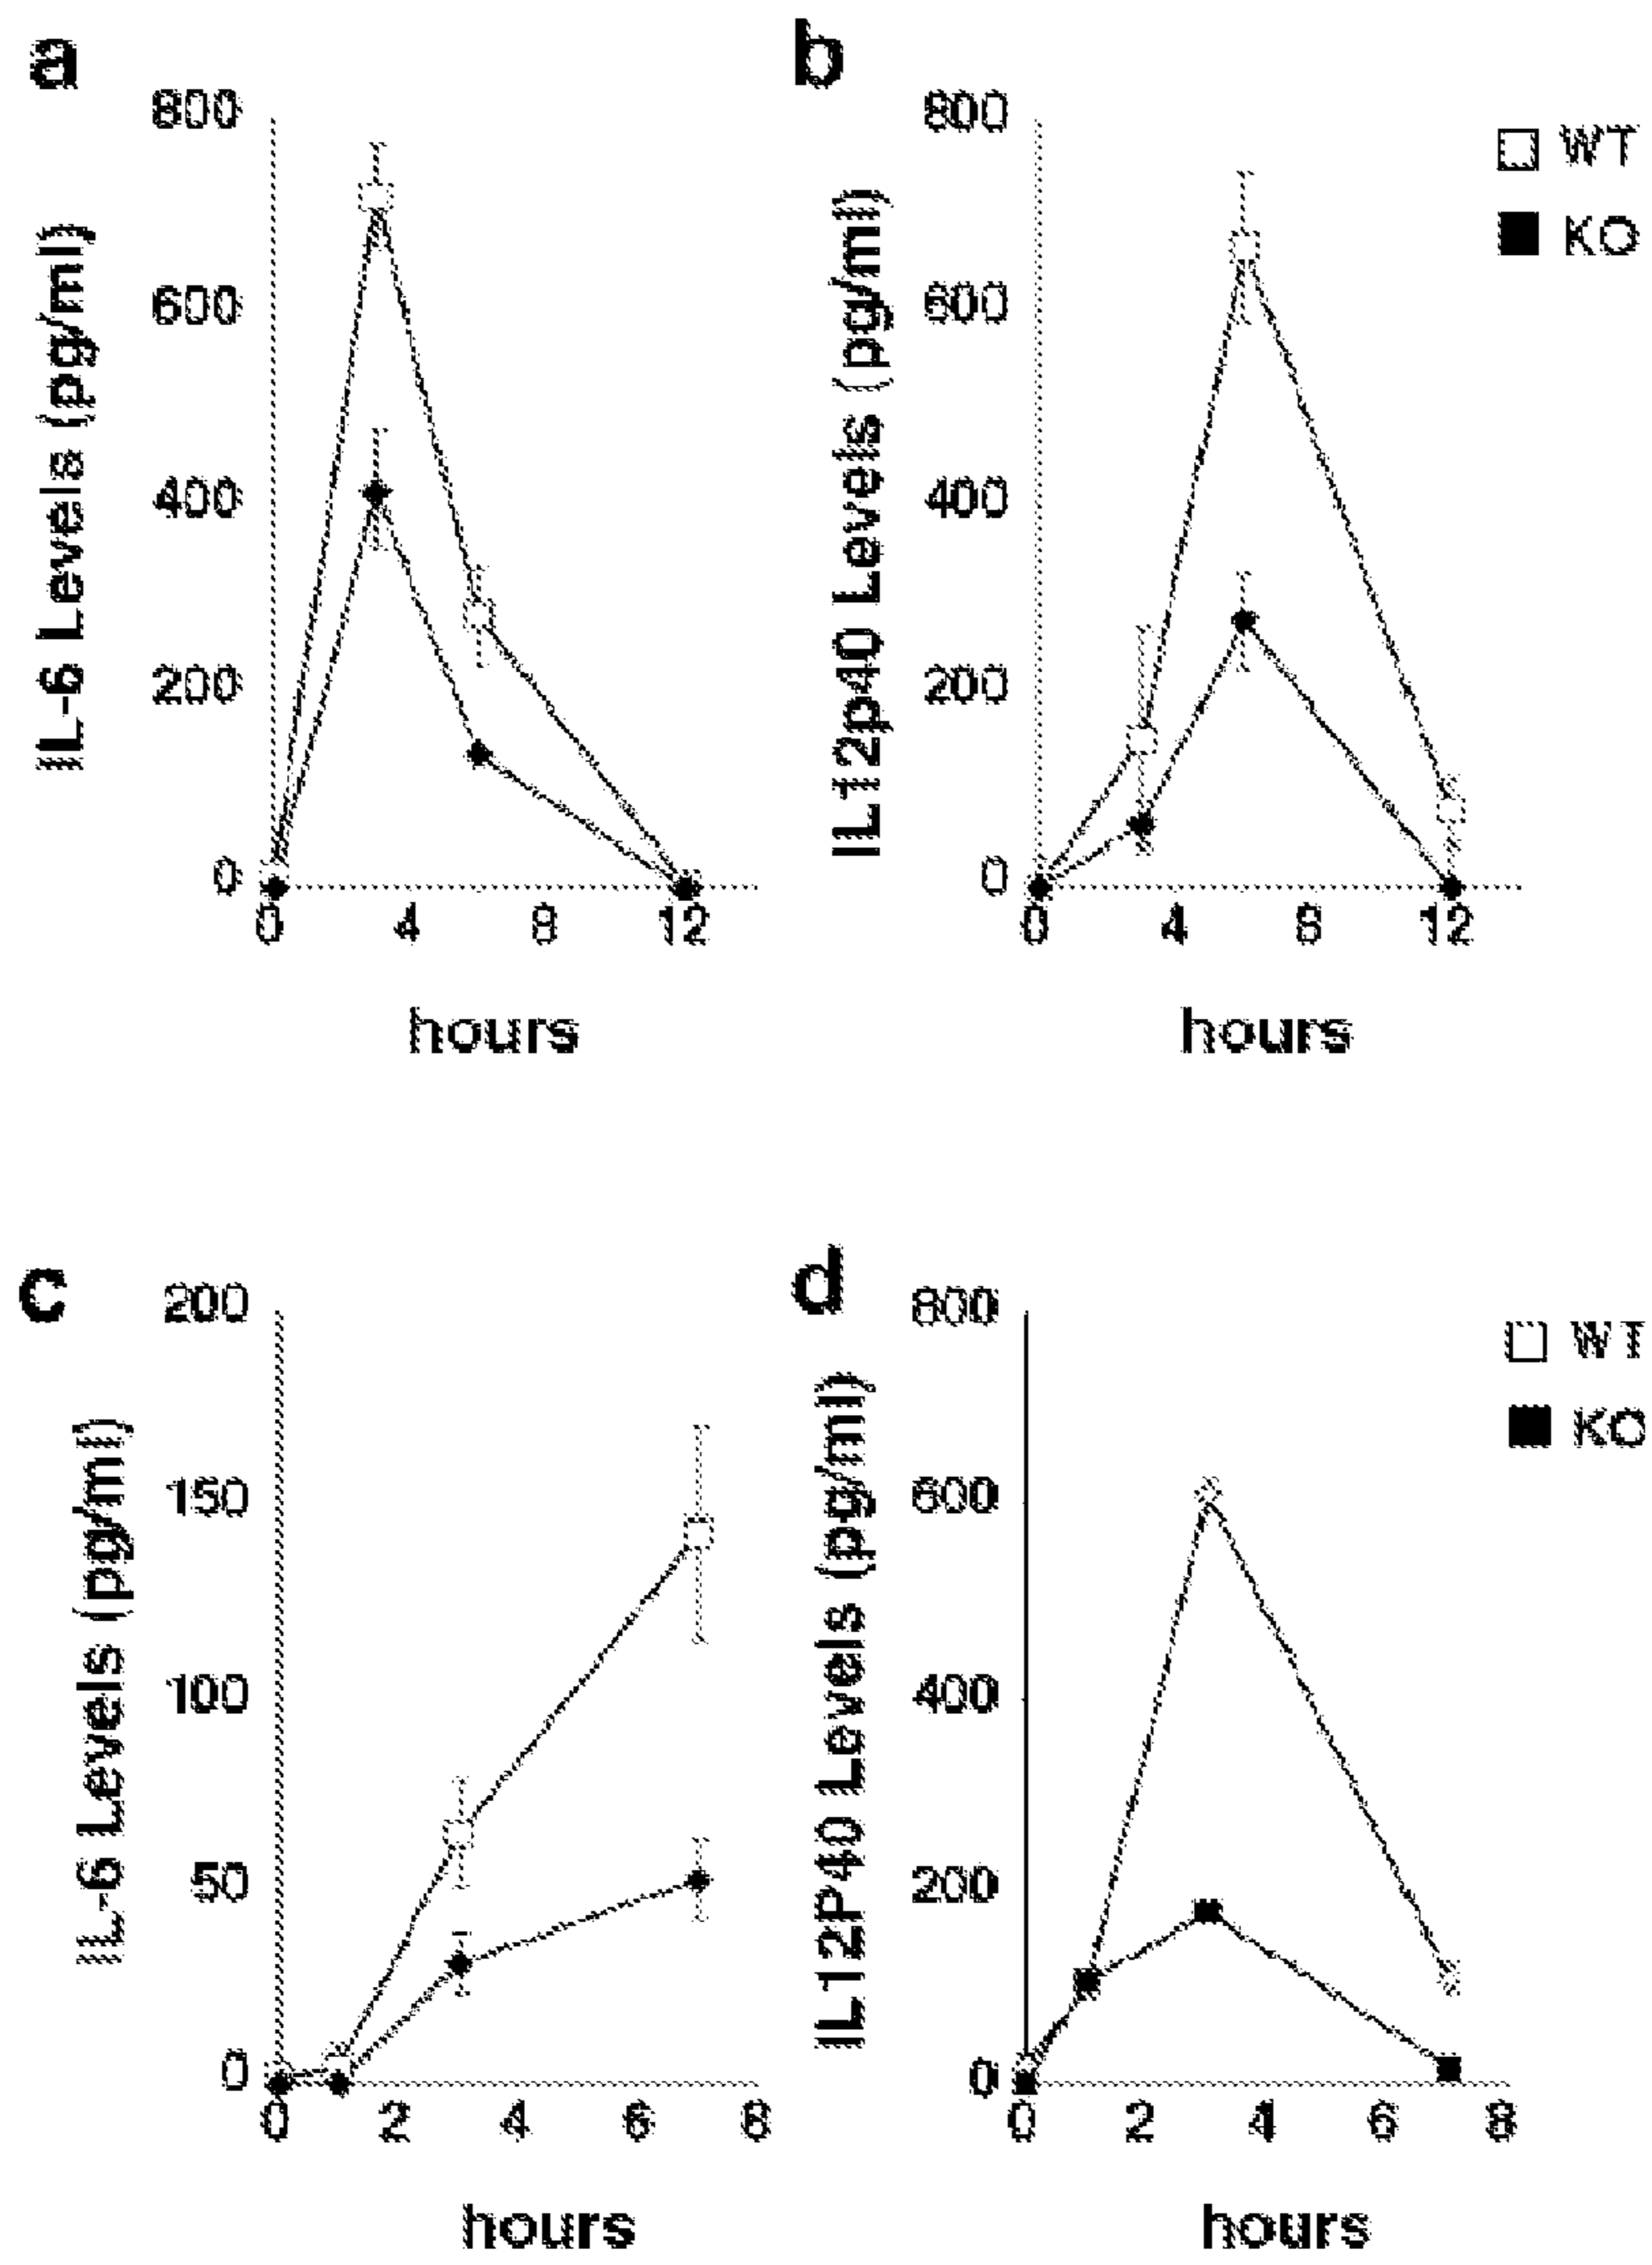 a
IL-6 Levels (pg/ml)
800
600
400
200
0
0 4 8 12
hours
b
IL12p40 Levels (pg/ml)
800
600
400
200
0
0 4 8 12
hours
WT
KO
c
IL-6 Levels (pg/ml)
200
150
100
50
0
0 2 4 6 8
hours
d
IL12P40 Levels (pg/ml)
800
600
400
200
0
0 2 4 6 8
hours
WT
KO